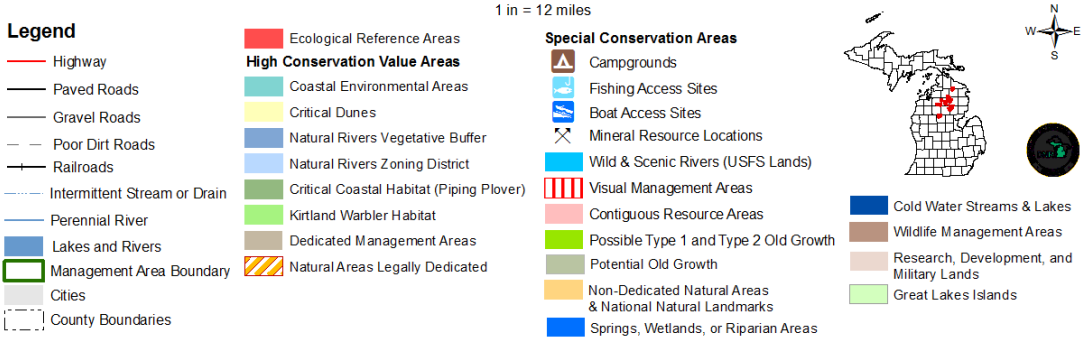 1 in = 12 miles
Legend
Highway
Paved Roads
Gravel Roads
Poor Dirt Roads
Railroads
Intermittent Stream or Drain
Perennial River
Lakes and Rivers
Management Area Boundary
Cities
County Boundaries
Ecological Reference Areas
High Conservation Value Areas
Coastal Environmental Areas
Critical Dunes
Natural Rivers Vegetative Buffer
Natural Rivers Zoning District
Critical Coastal Habitat (Piping Plover)
Kirtland Warbler Habitat
Dedicated Management Areas
Natural Areas Legally Dedicated
Special Conservation Areas
Campgrounds
Fishing Access Sites
Boat Access Sites
Mineral Resource Locations
Wild & Scenic Rivers (USFS Lands)
Visual Management Areas
Contiguous Resource Areas
Possible Type 1 and Type 2 Old Growth
Potential Old Growth
Non-Dedicated Natural Areas
& National Natural Landmarks
Springs, Wetlands, or Riparian Areas
Cold Water Streams & Lakes
Wildlife Management Areas
Research, Development, and
Military Lands
Great Lakes Islands
N
W
E
S